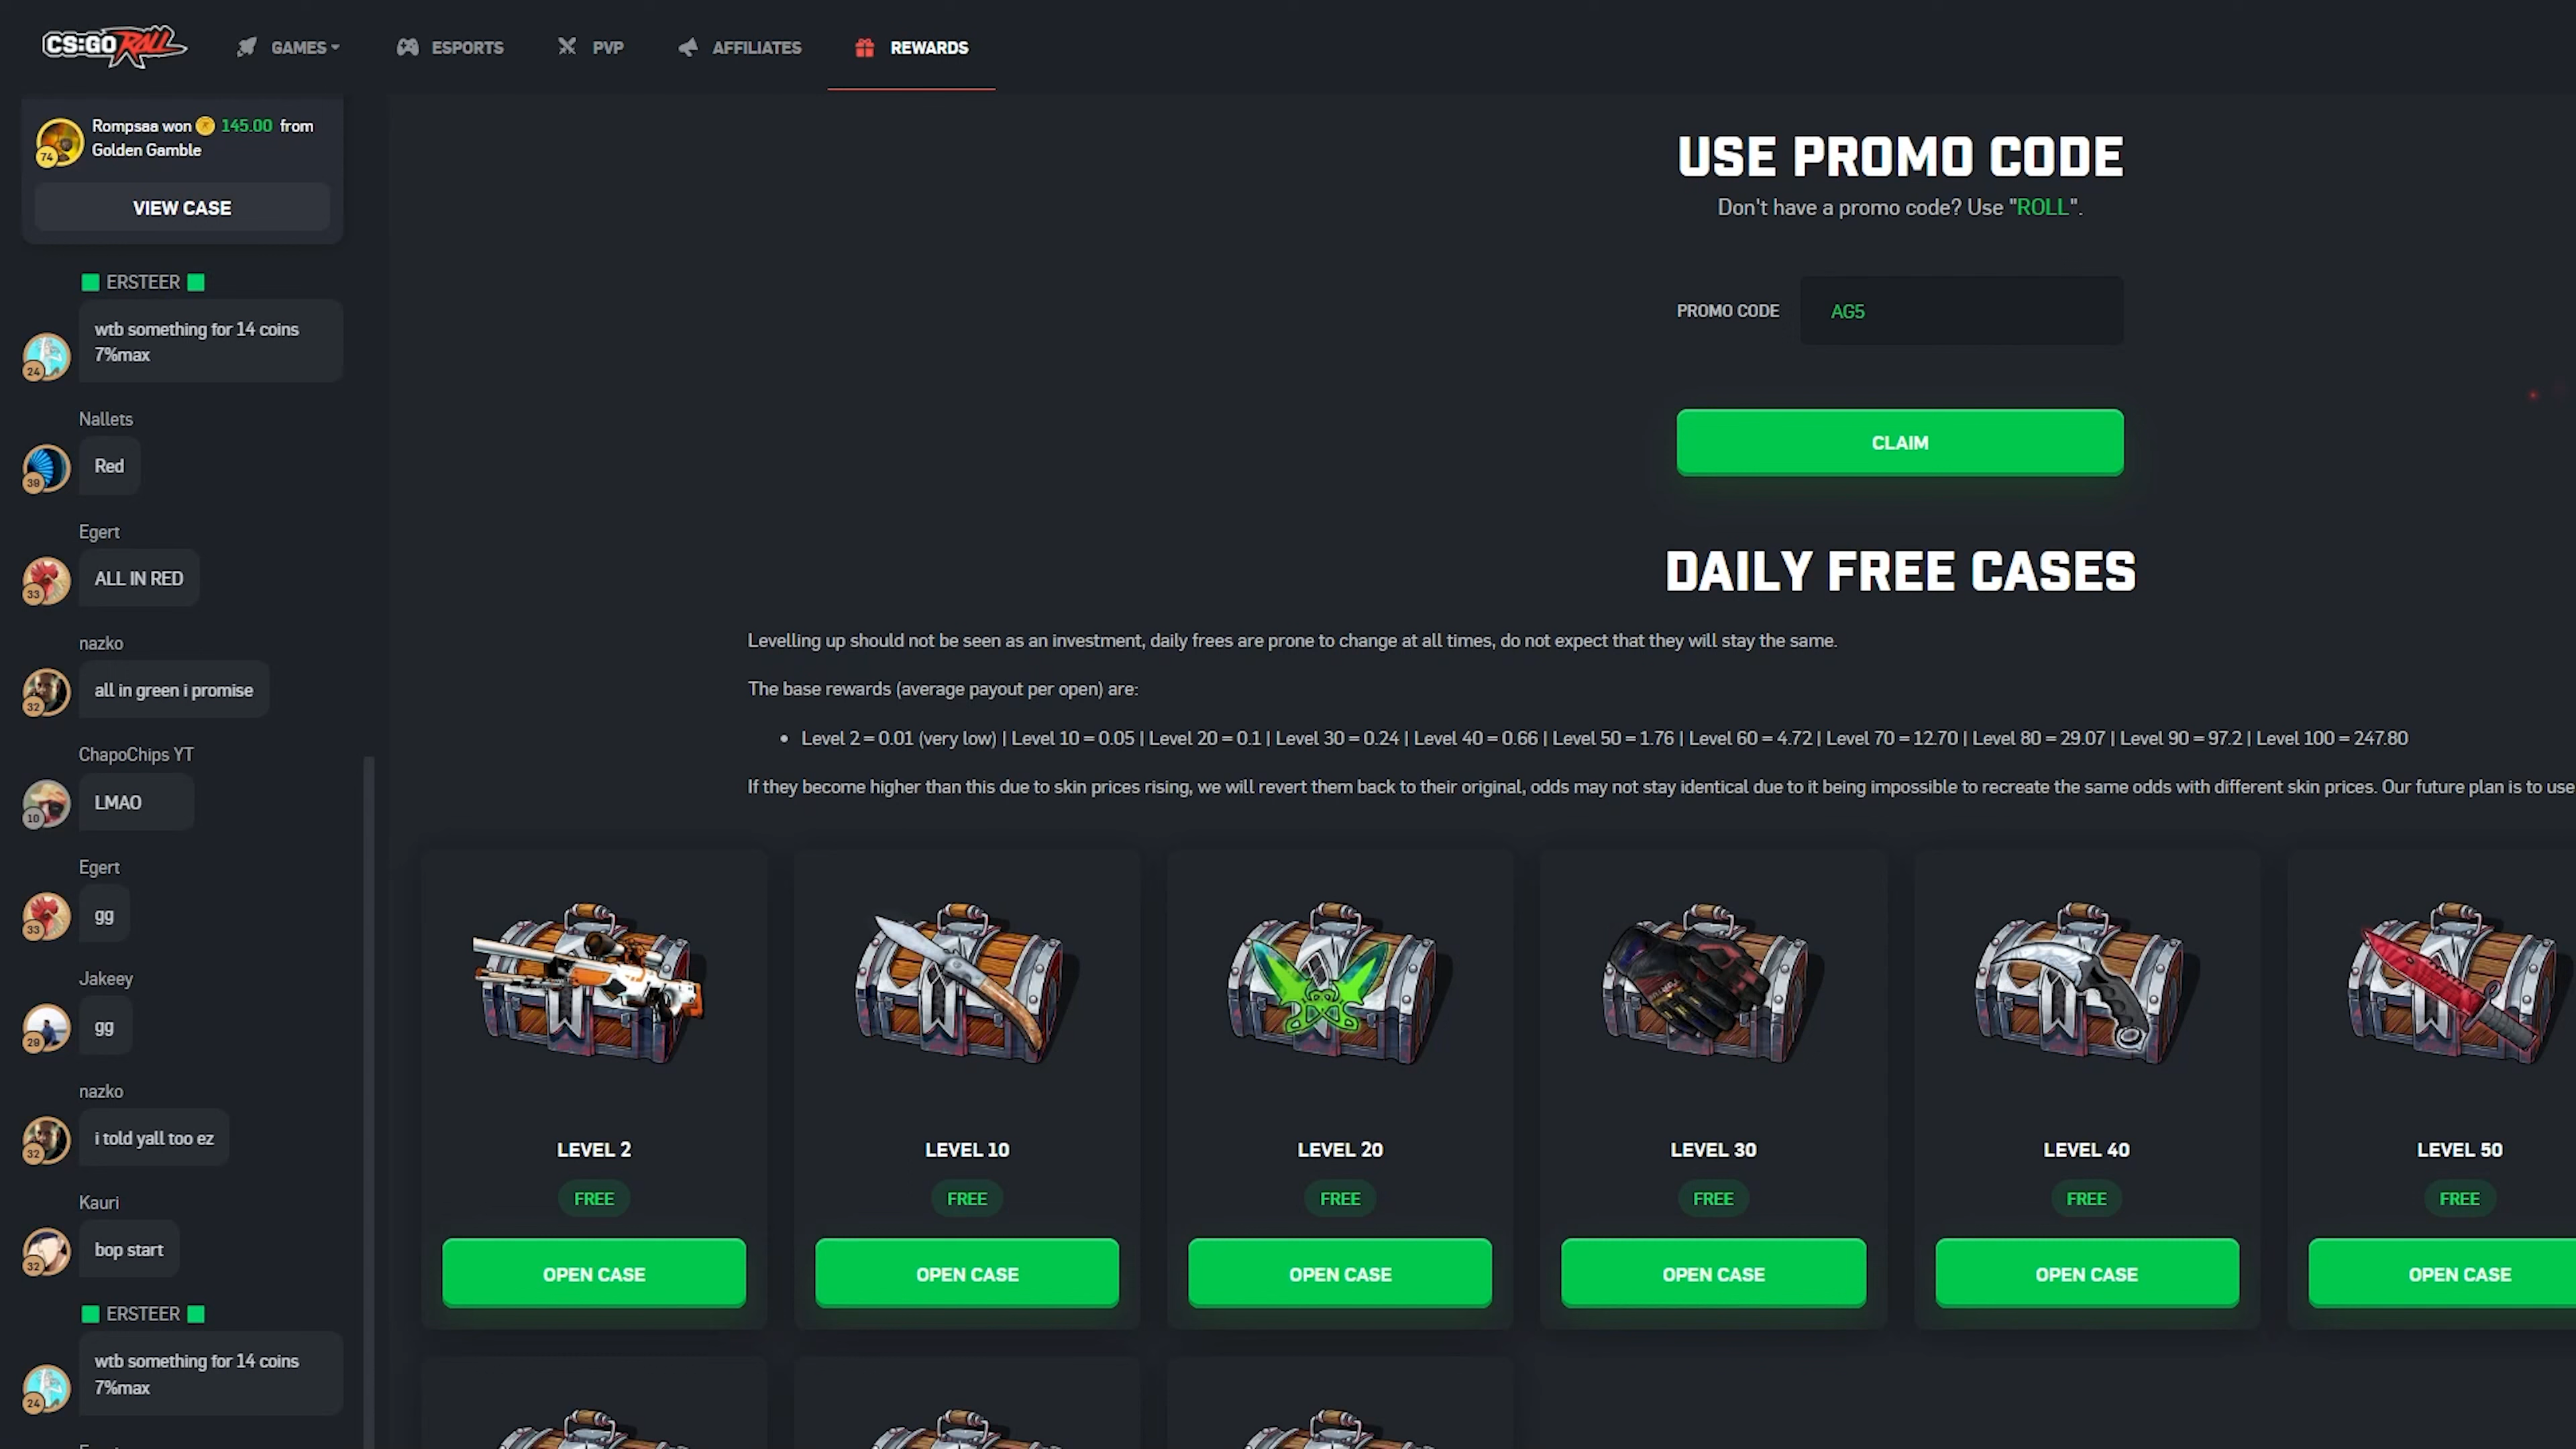 CS:GO ROLL
GAMES
ESPORTS
PVP
AFFILIATES
REWARDS
Rompsaa won 145.00 from
Golden Gamble
74
VIEW CASE
ERSTEER
wtb something for 14 coins
7%max
24
Nallets
Red
39
Egert
ALL IN RED
33
nazko
all in green i promise
32
ChapoChips YT
LMAO
10
Egert
gg
33
Jakeey
gg
29
nazko
i told yall too ez
32
Kauri
bop start
32
ERSTEER
wtb something for 14 coins
7%max
24
USE PROMO CODE
Don't have a promo code? Use "ROLL".
PROMO CODE
AG5
CLAIM
DAILY FREE CASES
Levelling up should not be seen as an investment, daily frees are prone to change at all times, do not expect that they will stay the same.
The base rewards (average payout per open) are:
• Level 2 = 0.01 (very low) | Level 10 = 0.05 | Level 20 = 0.1 | Level 30 = 0.24 | Level 40 = 0.66 | Level 50 = 1.76 | Level 60 = 4.72 | Level 70 = 12.70 | Level 80 = 29.07 | Level 90 = 97.2 | Level 100 = 247.80
If they become higher than this due to skin prices rising, we will revert them back to their original, odds may not stay identical due to it being impossible to recreate the same odds with different skin prices. Our future plan is to use
LEVEL 2
FREE
OPEN CASE
LEVEL 10
FREE
OPEN CASE
LEVEL 20
FREE
OPEN CASE
LEVEL 30
FREE
OPEN CASE
LEVEL 40
FREE
OPEN CASE
LEVEL 50
FREE
OPEN CASE